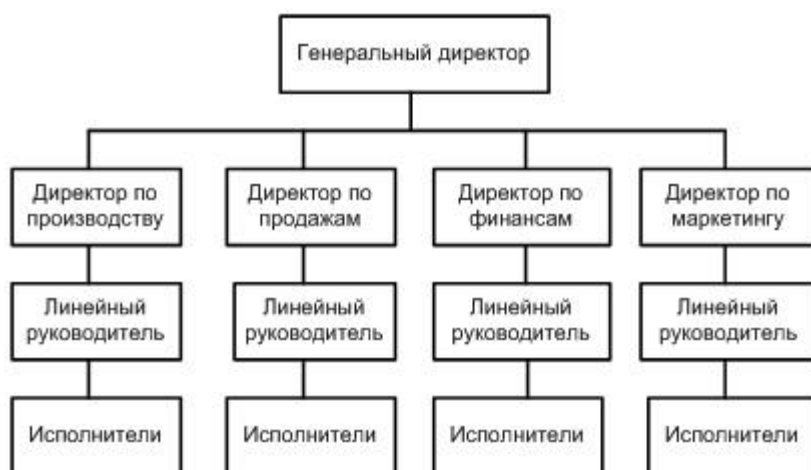 Генеральный директор
Директор по
производству
Директор по
продажам
Директор по
финансам
Директор по
маркетингу
Линейный
руководитель
Линейный
руководитель
Линейный
руководитель
Линейный
руководитель
Исполнители
Исполнители
Исполнители
Исполнители